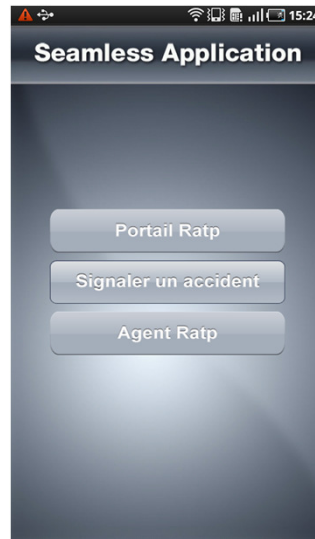 15:24
Seamless Application
Portail Ratp
Signaler un accident
Agent Ratp